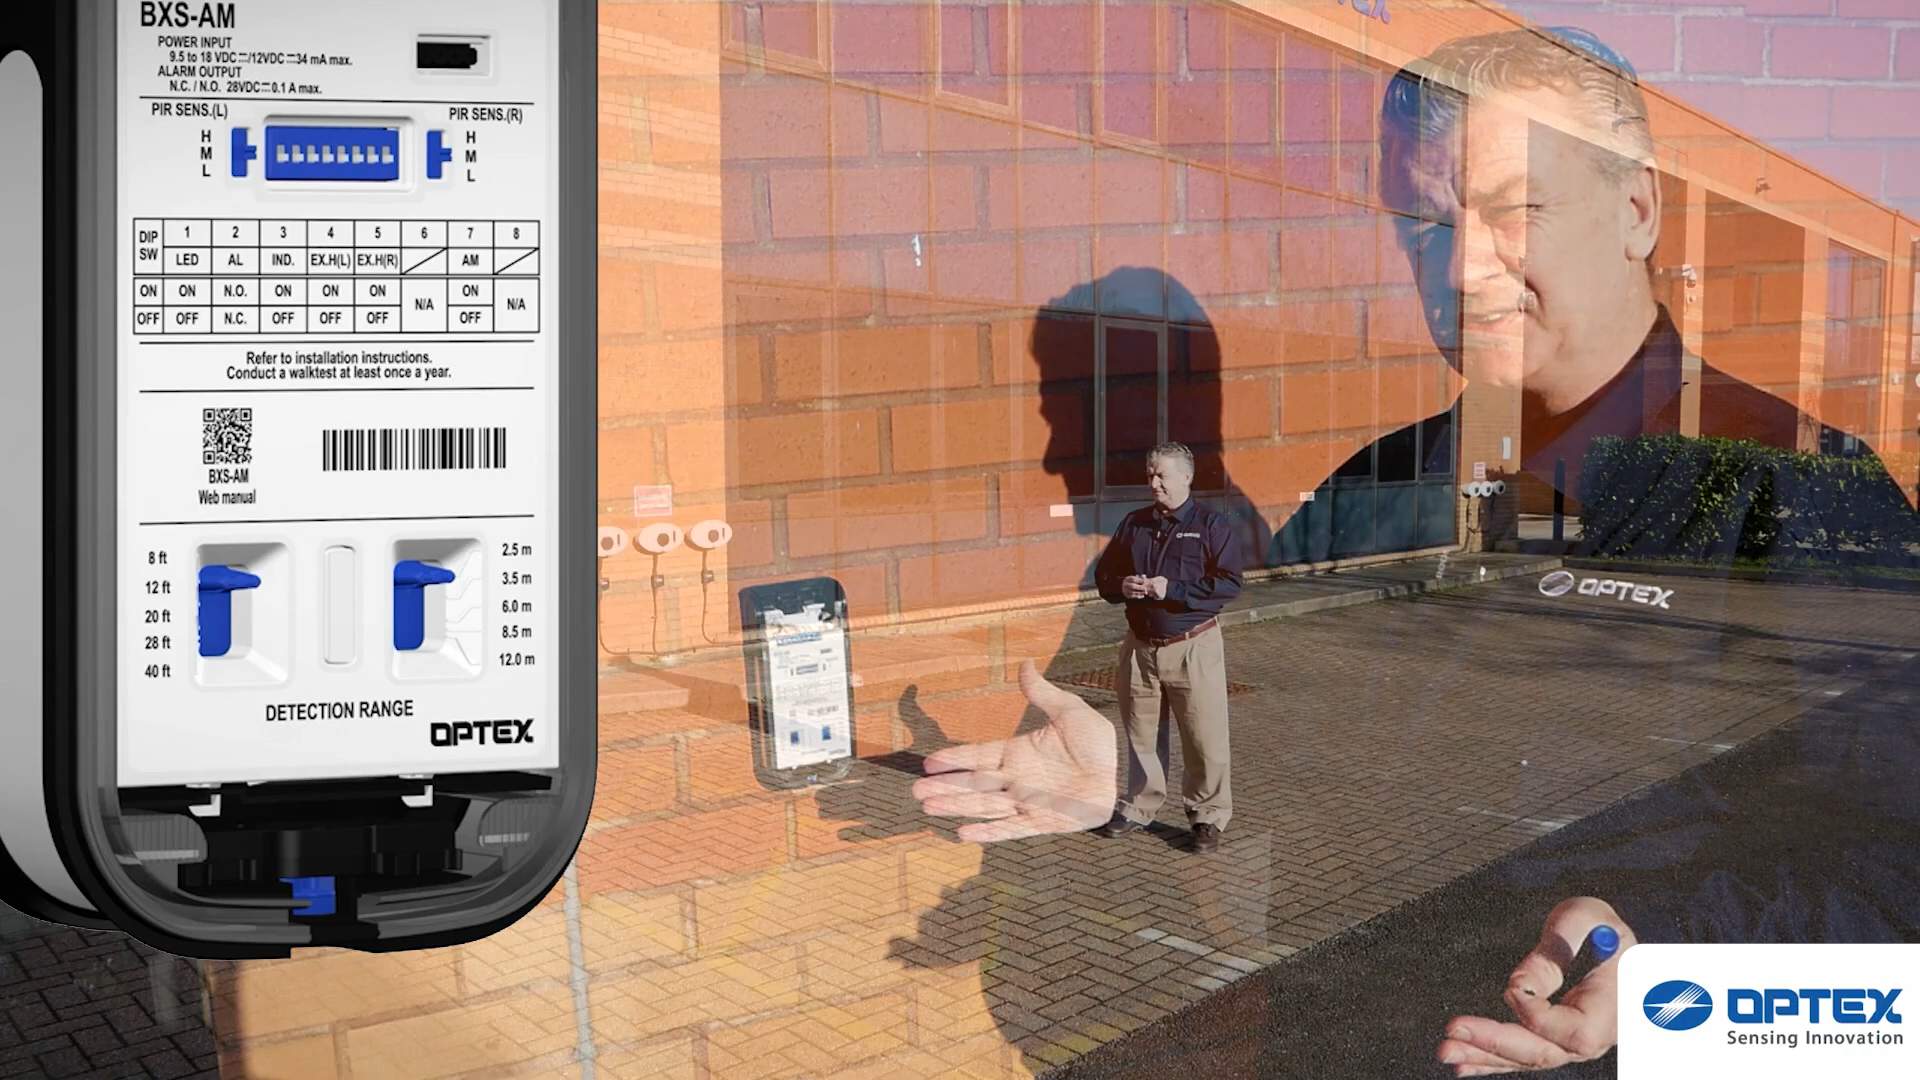 BXS-AM
POWER INPUT
9.5 to 18 VDC⎓/12VDC⎓34 mA max.
ALARM OUTPUT
N.C. / N.O. 28VDC⎓0.1 A max.
PIR SENS.(L)
PIR SENS.(R)
H
M
L
H
M
L
DIP SW 1 2 3 4 5 6 7 8
LED AL IND. EX.H(L) EX.H(R) AM
ON ON N.O. ON ON ON N/A ON N/A
OFF OFF N.C. OFF OFF OFF OFF
Refer to installation instructions.
Conduct a walktest at least once a year.
BXS-AM
Web manual
8 ft
12 ft
20 ft
28 ft
40 ft
2.5 m
3.5 m
6.0 m
8.5 m
12.0 m
DETECTION RANGE
OPTEX
OPTEX
OPTEX
Sensing Innovation